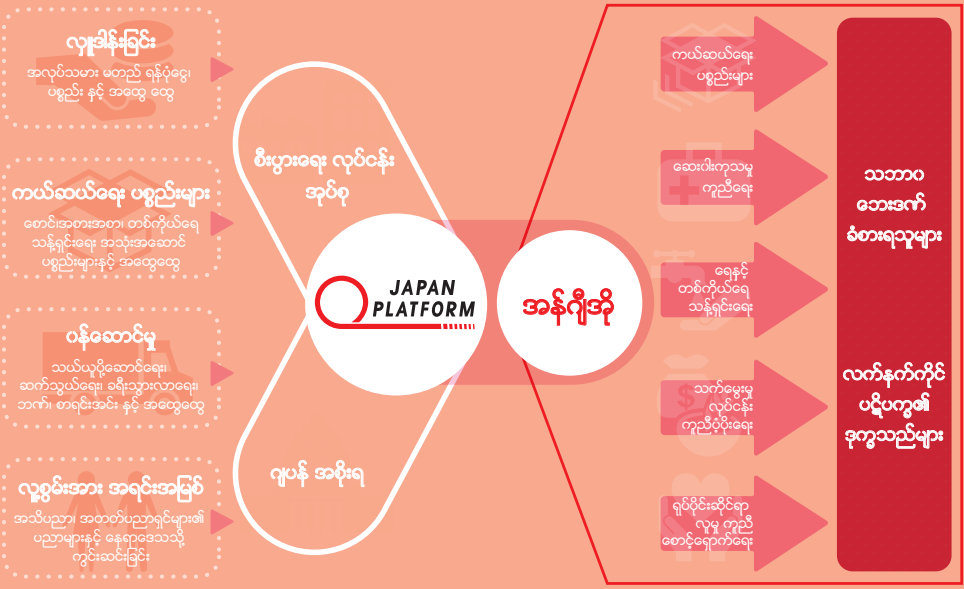 လှူဒါန်းခြင်း
အလုပ်သမား မတည် ရန်ပုံငွေ၊
ပစ္စည်း နှင့် အထွေ ထွေ
ကယ်ဆယ်ရေး ပစ္စည်းများ
စောင်၊အစားအစာ၊ တစ်ကိုယ်ရေ
သန့်ရှင်းရေး အသုံးအဆောင်
ပစ္စည်းများနှင့် အထွေထွေ
ဝန်ဆောင်မှု
သယ်ယူပို့ဆောင်ရေး၊
ဆက်သွယ်ရေး၊ ခရီးသွားလာရေး၊
ဘဏ်၊ စာရင်းအင်း နှင့် အထွေထွေ
လူ့စွမ်းအား အရင်းအမြစ်
အသိပညာ၊ အတတ်ပညာရှင်များ၏
ပညာများနှင့် နေရာဒေသသို့
ကွင်းဆင်းခြင်း
စီးပွားရေး လုပ်ငန်း
အုပ်စု
JAPAN
PLATFORM
ဂျပန် အစိုးရ
အန်ဂျီအို
ကယ်ဆယ်ရေး
ပစ္စည်းများ
ဆေးပါးကုသမှု
ကူညီရေး
ရေနှင့်
တစ်ကိုယ်ရေ
သန့်ရှင်းရေး
သက်မွေးမှု
လုပ်ငန်း
ကူညီပံ့ပိုးရေး
ရုပ်ပိုင်းဆိုင်ရာ
လူမှု ကူညီ
စောင့်ရှောက်ရေး
သဘာဝ
ဘေးဒဏ်
ခံစားရသူများ
လက်နက်ကိုင်
ပဋိပက္ခ၏
ဒုက္ခသည်များ